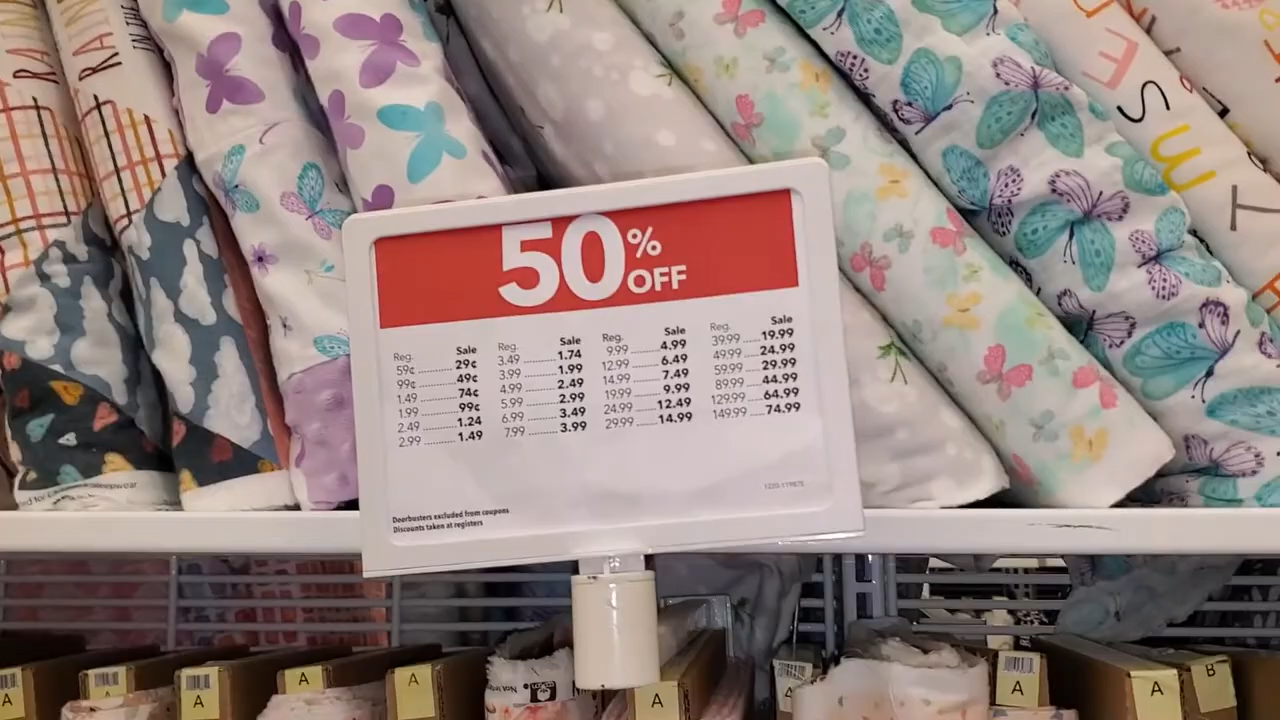 50% OFF
Reg. Sale
59¢ 29¢
99¢ 49¢
1.49 74¢
1.99 99¢
2.49 1.24
2.99 1.49
Reg. Sale
3.49 1.74
3.99 1.99
4.99 2.49
5.99 2.99
6.99 3.49
7.99 3.99
Reg. Sale
9.99 4.99
12.99 6.49
14.99 7.49
19.99 9.99
24.99 12.49
29.99 14.99
Reg. Sale
39.99 19.99
49.99 24.99
59.99 29.99
89.99 44.99
129.99 64.99
149.99 74.99
Doorbusters excluded from coupons
Discounts taken at registers
A
A
A
A
A
A
A
A
A
B